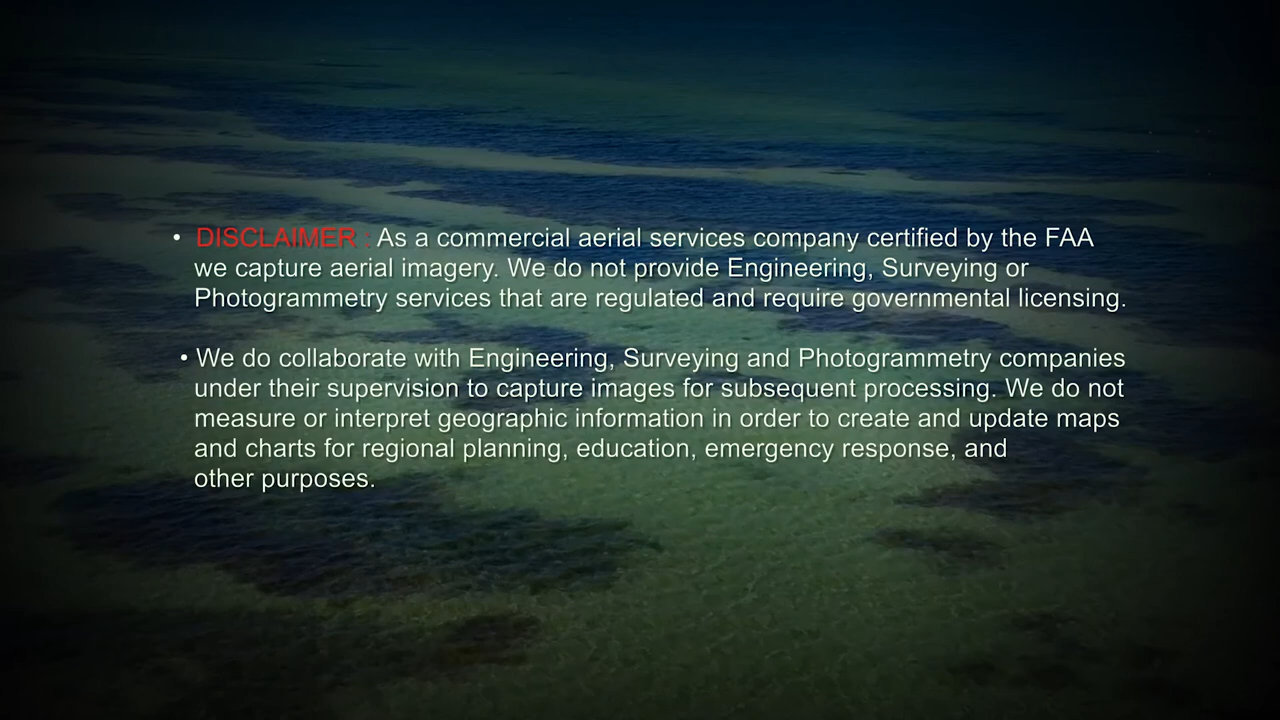 • DISCLAIMER : As a commercial aerial services company certified by the FAA
we capture aerial imagery. We do not provide Engineering, Surveying or
Photogrammetry services that are regulated and require governmental licensing.
• We do collaborate with Engineering, Surveying and Photogrammetry companies
under their supervision to capture images for subsequent processing. We do not
measure or interpret geographic information in order to create and update maps
and charts for regional planning, education, emergency response, and
other purposes.